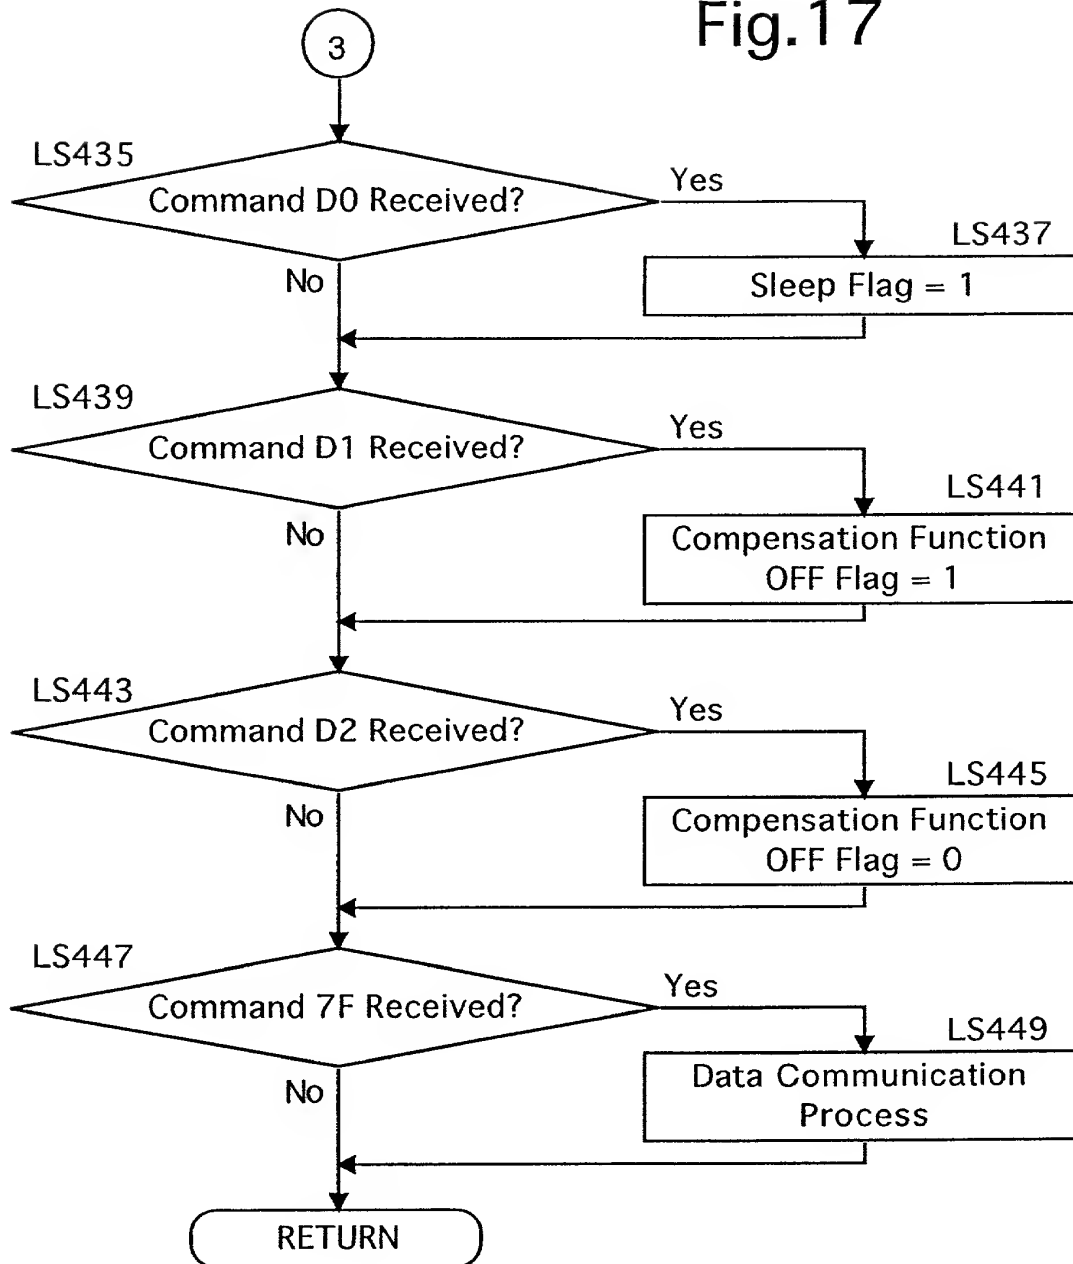 Fig.17
3
LS435
Command D0 Received?
Yes
LS437
Sleep Flag = 1
No
LS439
Command D1 Received?
Yes
LS441
Compensation Function
OFF Flag = 1
No
LS443
Command D2 Received?
Yes
LS445
Compensation Function
OFF Flag = 0
No
LS447
Command 7F Received?
Yes
LS449
Data Communication
Process
No
RETURN